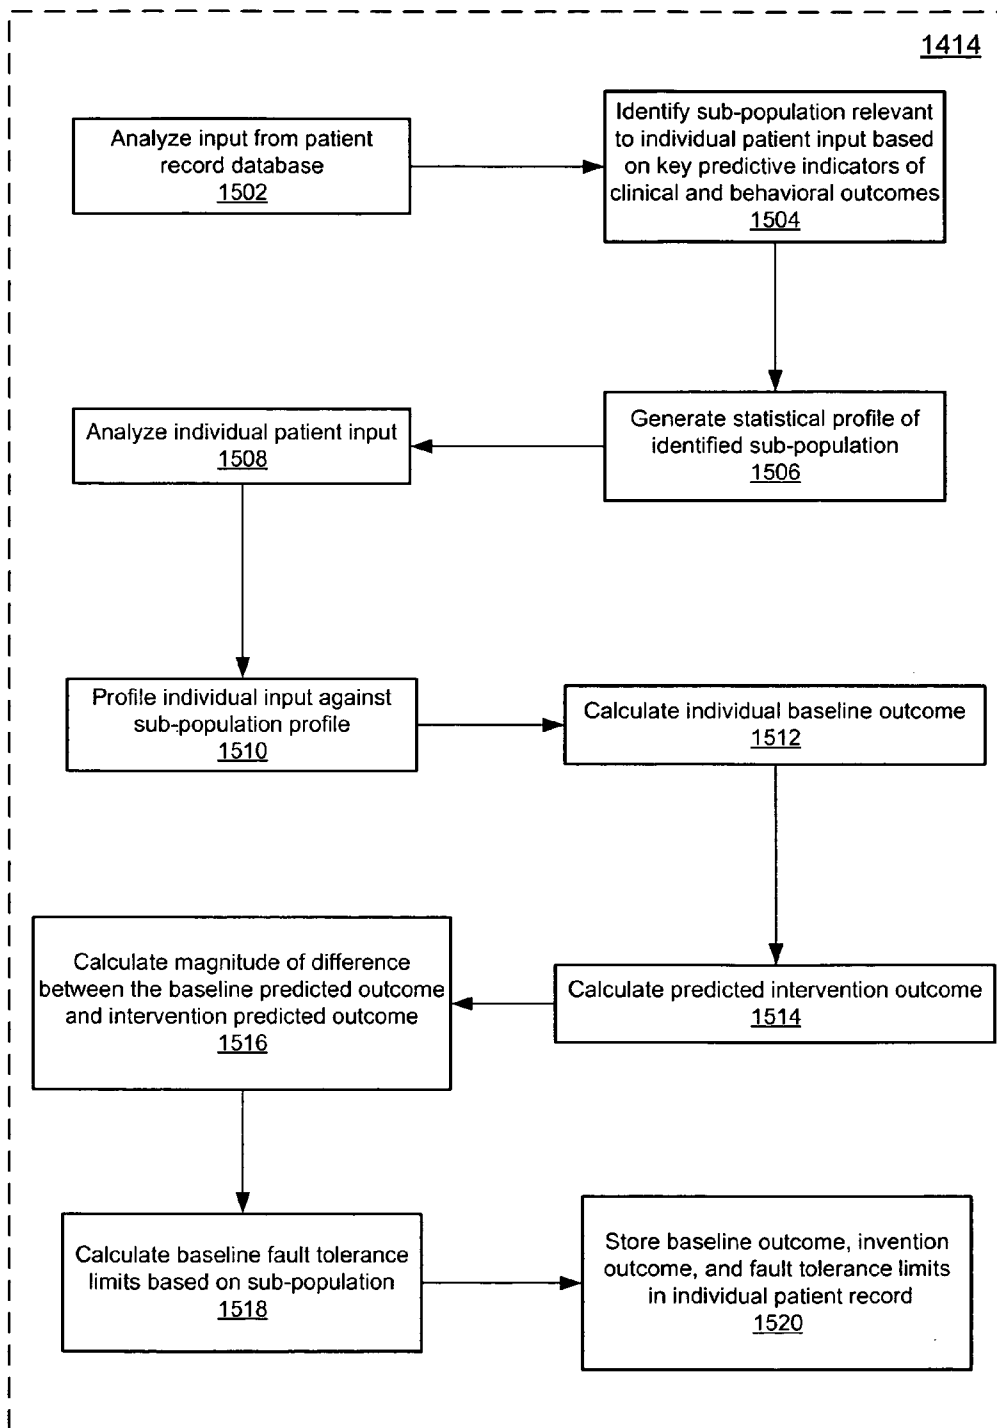 1414
Analyze input from patient
record database
1502
Identify sub-population relevant
to individual patient input based
on key predictive indicators of
clinical and behavioral outcomes
1504
Generate statistical profile of
identified sub-population
1506
Analyze individual patient input
1508
Profile individual input against
sub-population profile
1510
Calculate individual baseline outcome
1512
Calculate predicted intervention outcome
1514
Calculate magnitude of difference
between the baseline predicted outcome
and intervention predicted outcome
1516
Calculate baseline fault tolerance
limits based on sub-population
1518
Store baseline outcome, invention
outcome, and fault tolerance limits
in individual patient record
1520